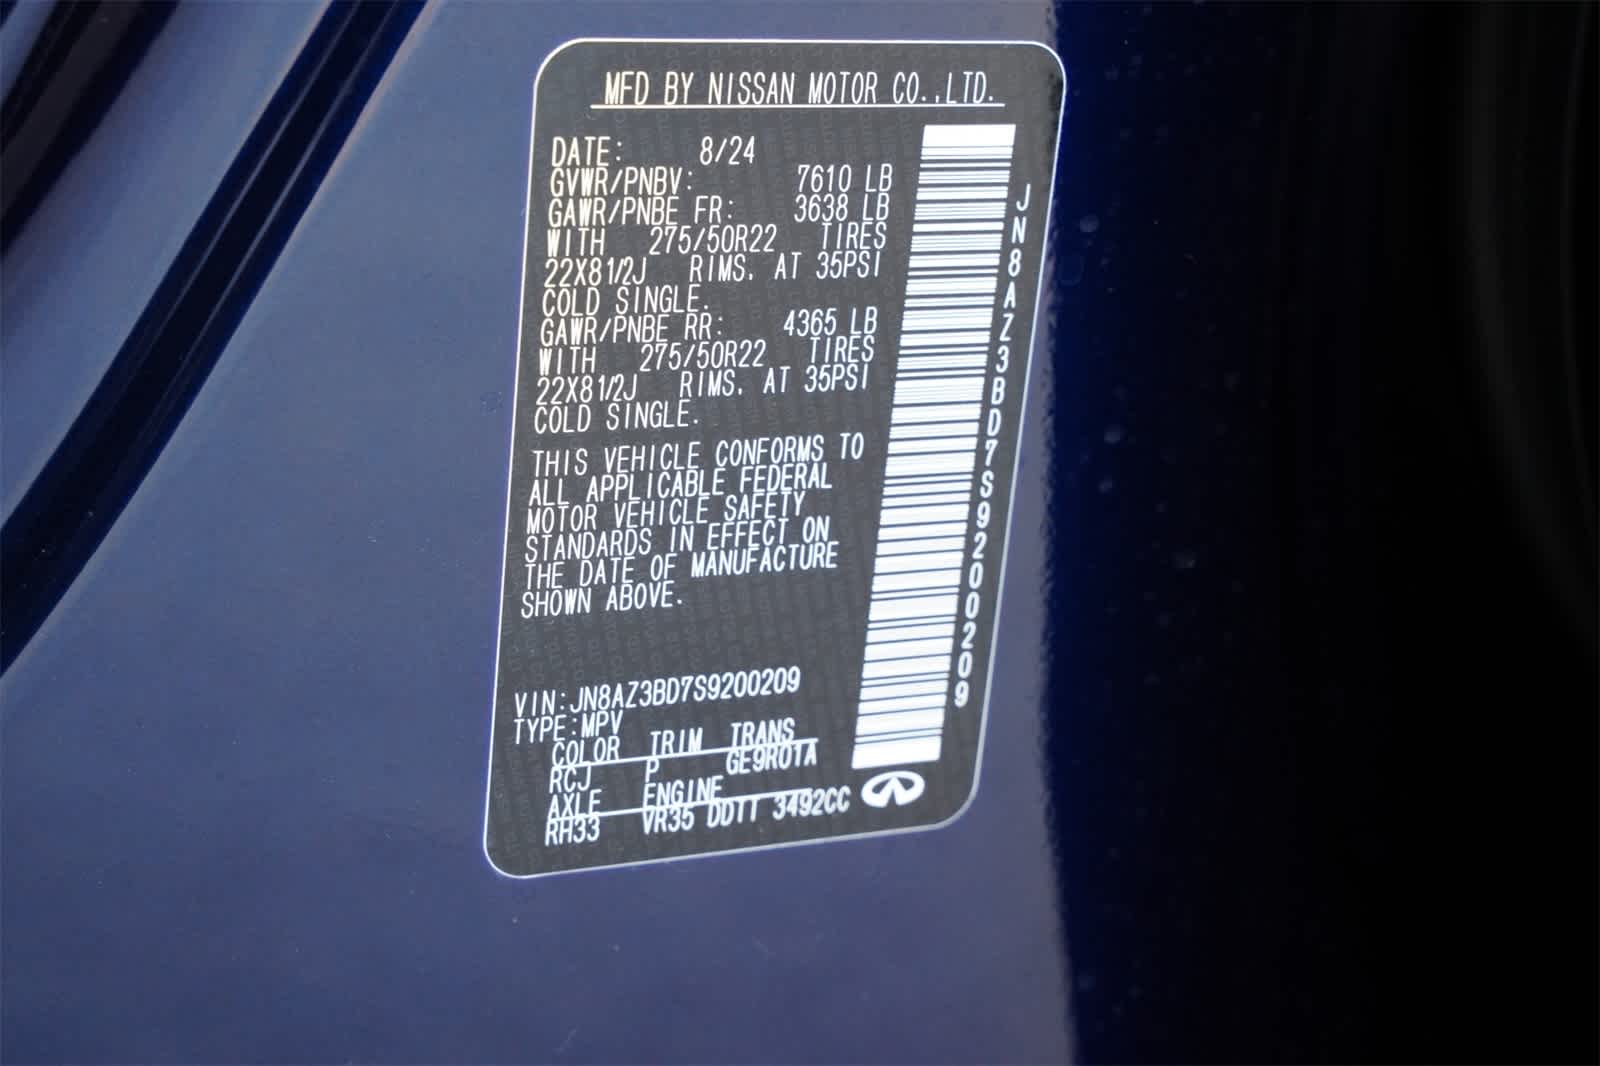 MFD BY NISSAN MOTOR CO.,LTD.
DATE: 8/24
GVWR/PNBV: 7610 LB
GAWR/PNBE FR: 3638 LB
WITH 275/50R22 TIRES
22X81/2J RIMS, AT 35PSI
COLD SINGLE.
GAWR/PNBE RR: 4365 LB
WITH 275/50R22 TIRES
22X81/2J RIMS, AT 35PSI
COLD SINGLE.
THIS VEHICLE CONFORMS TO
ALL APPLICABLE FEDERAL
MOTOR VEHICLE SAFETY
STANDARDS IN EFFECT ON
THE DATE OF MANUFACTURE
SHOWN ABOVE.
VIN:JN8AZ3BD7S9200209
TYPE:MPV
COLOR TRIM TRANS
RCJ P GE9R01A
AXLE ENGINE
RH33 VR35 DDTT 3492CC
JN8AZ3BD7S9200209